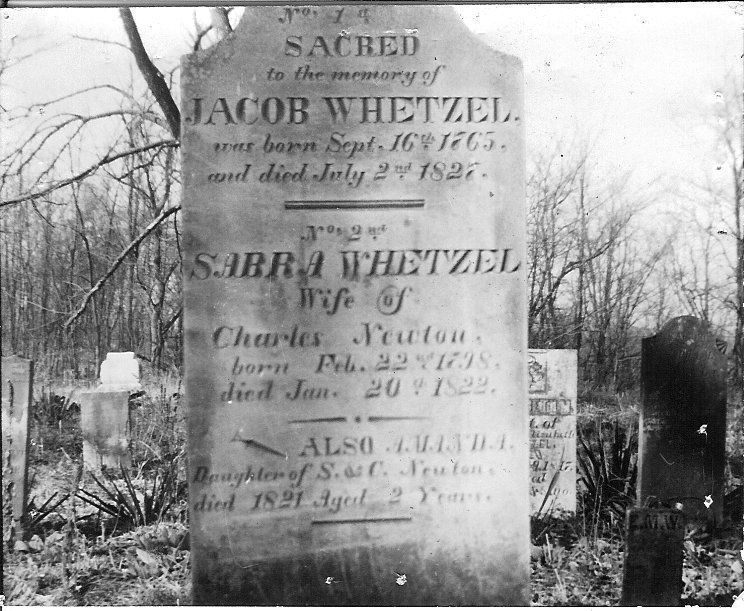 No. 1st
SACRED
to the memory of
JACOB WHETZEL.
was born Sept. 16th 1765.
and died July 2nd 1827.
No. 2nd
SABRA WHETZEL
Wife of
Charles Newton,
born Feb. 22nd 1798.
died Jan. 20th 1822.
ALSO AMANDA.
Daughter of S. & C. Newton,
died 1821 Aged 2 Years.
t. of